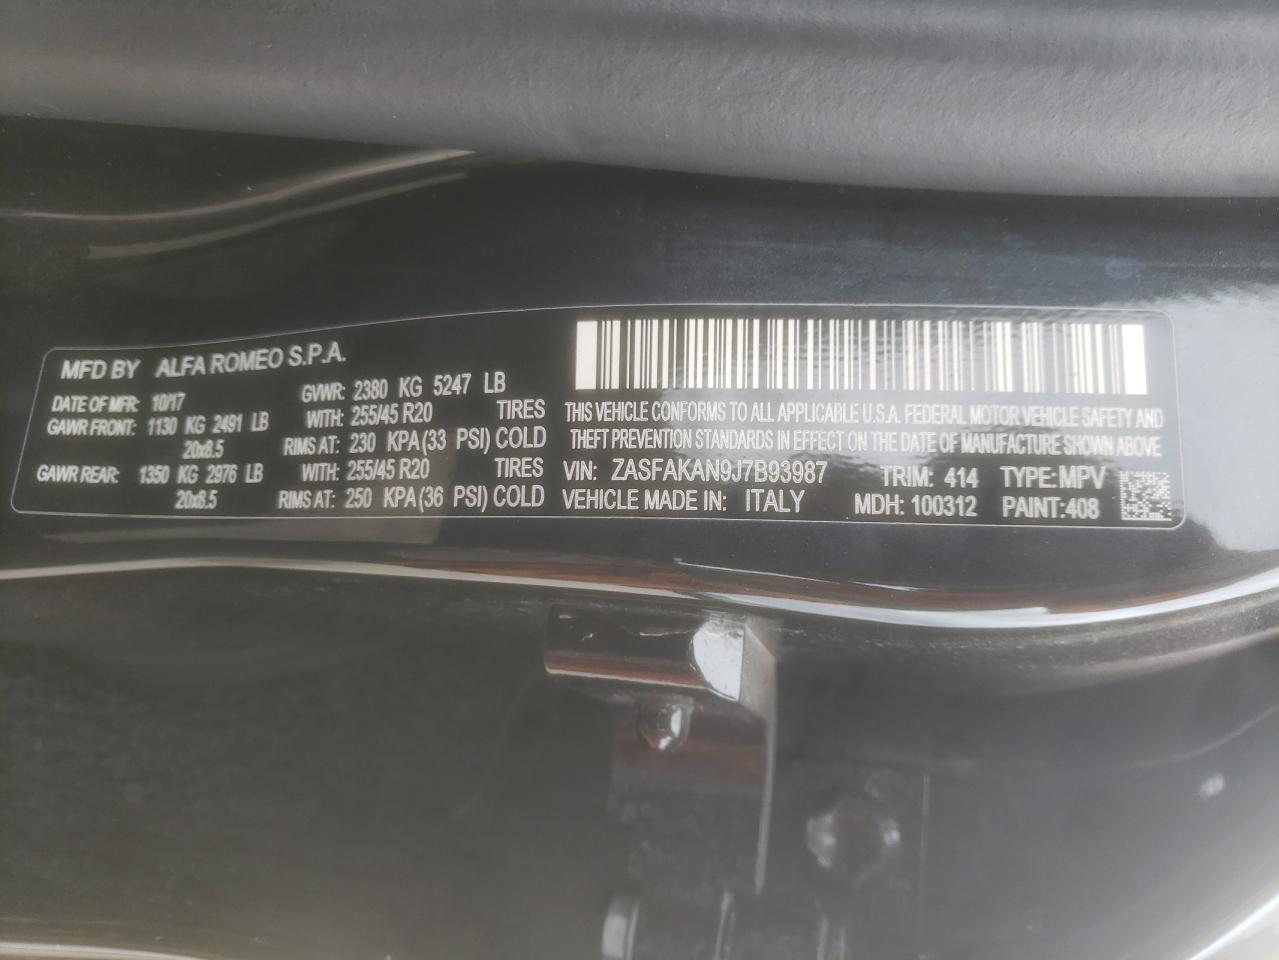 MFD BY ALFA ROMEO S.P.A.
DATE OF MFR: 10/17 GVWR: 2380 KG 5247 LB
GAWR FRONT: 1130 KG 2491 LB WITH: 255/45 R20 TIRES
20x8.5 RIMS AT: 230 KPA (33 PSI) COLD
GAWR REAR: 1350 KG 2976 LB WITH: 255/45 R20 TIRES
20x8.5 RIMS AT: 250 KPA (36 PSI) COLD
THIS VEHICLE CONFORMS TO ALL APPLICABLE U.S.A. FEDERAL MOTOR VEHICLE SAFETY AND
THEFT PREVENTION STANDARDS IN EFFECT ON THE DATE OF MANUFACTURE SHOWN ABOVE
VIN: ZASFAKAN9J7B93987 TRIM: 414 TYPE: MPV
VEHICLE MADE IN: ITALY MDH: 100312 PAINT:408